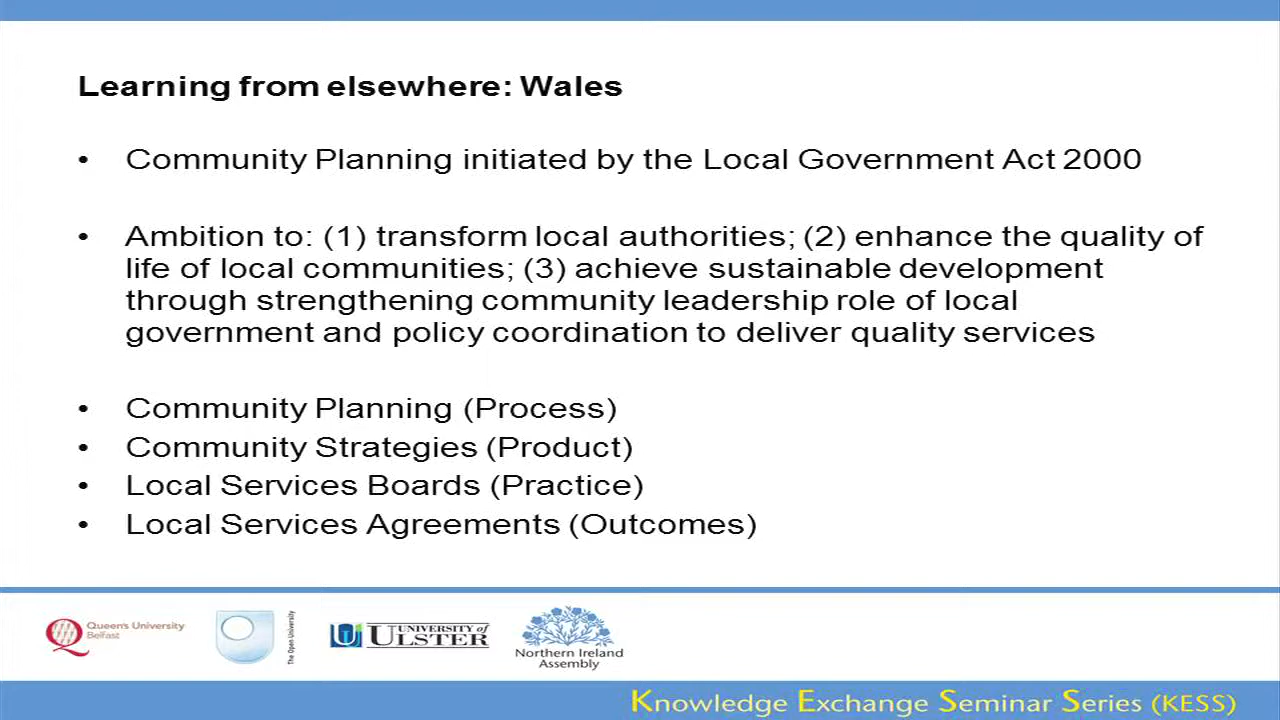 Learning from elsewhere: Wales
• Community Planning initiated by the Local Government Act 2000
• Ambition to: (1) transform local authorities; (2) enhance the quality of
life of local communities; (3) achieve sustainable development
through strengthening community leadership role of local
government and policy coordination to deliver quality services
• Community Planning (Process)
• Community Strategies (Product)
• Local Services Boards (Practice)
• Local Services Agreements (Outcomes)
Queen's University
Belfast
The Open University
UNIVERSITY of
ULSTER
Northern Ireland
Assembly
Knowledge Exchange Seminar Series (KESS)